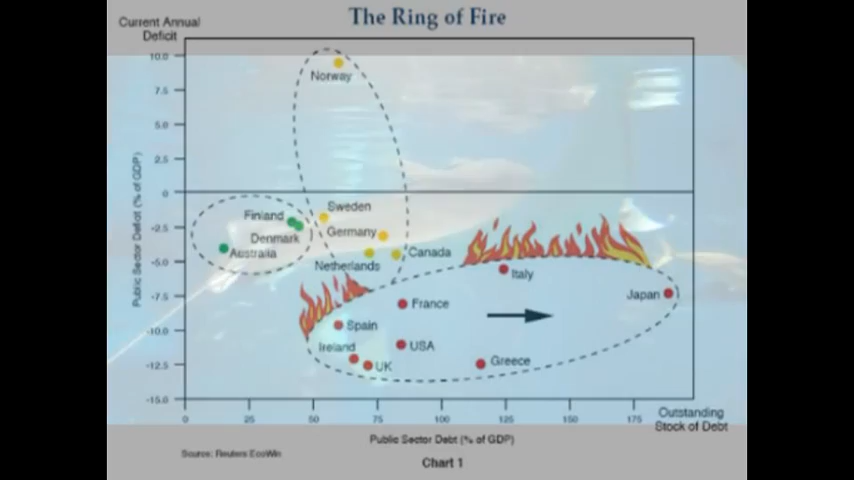 The Ring of Fire
Current Annual
Deficit
10.0
7.5
5.0
2.5
0
-2.5
-5.0
-7.5
-10.0
-12.5
-15.0
Public Sector Deficit (% of GDP)
Norway
Sweden
Finland
Germany
Denmark
Australia
Canada
Netherlands
Italy
Japan
France
Spain
USA
Ireland
UK
Greece
0 25 50 75 100 125 150 175
Outstanding
Stock of Debt
Public Sector Debt (% of GDP)
Source: Reuters EcoWin
Chart 1